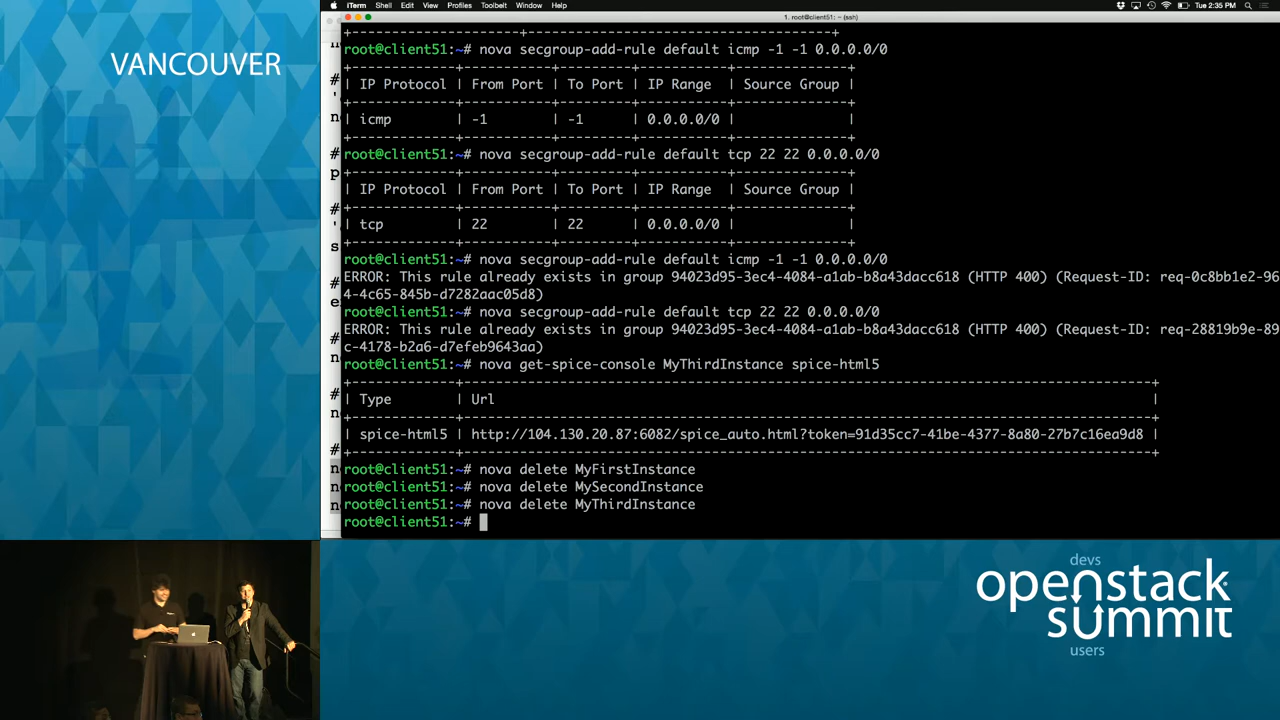 VANCOUVER
iTerm Shell Edit View Profiles Toolbelt Window Help
Tue 2:35 PM
1. root@client51: ~ (ssh)
root@client51:~# nova secgroup-add-rule default icmp -1 -1 0.0.0.0/0
| IP Protocol | From Port | To Port | IP Range | Source Group |
| icmp | -1 | -1 | 0.0.0.0/0 | |
root@client51:~# nova secgroup-add-rule default tcp 22 22 0.0.0.0/0
| IP Protocol | From Port | To Port | IP Range | Source Group |
| tcp | 22 | 22 | 0.0.0.0/0 | |
root@client51:~# nova secgroup-add-rule default icmp -1 -1 0.0.0.0/0
ERROR: This rule already exists in group 94023d95-3ec4-4084-a1ab-b8a43dacc618 (HTTP 400) (Request-ID: req-0c8bb1e2-96
4-4c65-845b-d7282aac05d8)
root@client51:~# nova secgroup-add-rule default tcp 22 22 0.0.0.0/0
ERROR: This rule already exists in group 94023d95-3ec4-4084-a1ab-b8a43dacc618 (HTTP 400) (Request-ID: req-28819b9e-89
c-4178-b2a6-d7efeb9643aa)
root@client51:~# nova get-spice-console MyThirdInstance spice-html5
| Type | Url |
| spice-html5 | http://104.130.20.87:6082/spice_auto.html?token=91d35cc7-41be-4377-8a80-27b7c16ea9d8 |
root@client51:~# nova delete MyFirstInstance
root@client51:~# nova delete MySecondInstance
root@client51:~# nova delete MyThirdInstance
root@client51:~#
devs
openstack
summit
users